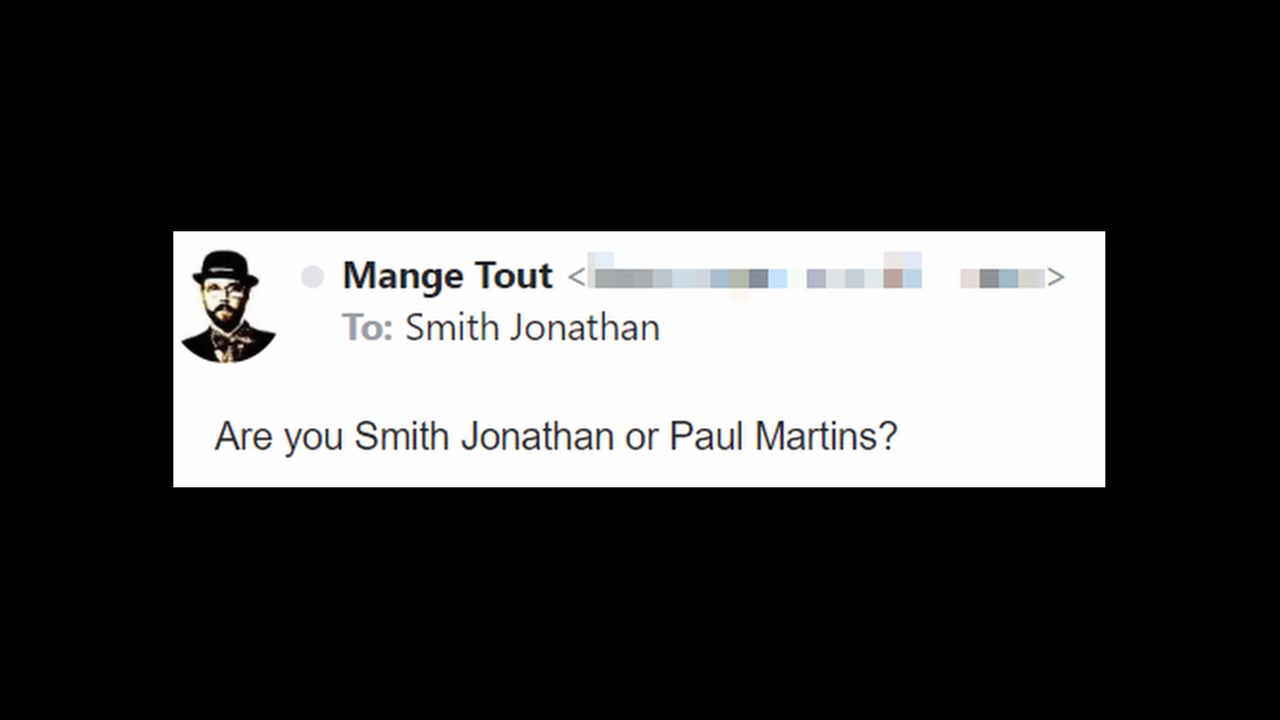 Mange Tout < >
To: Smith Jonathan
Are you Smith Jonathan or Paul Martins?